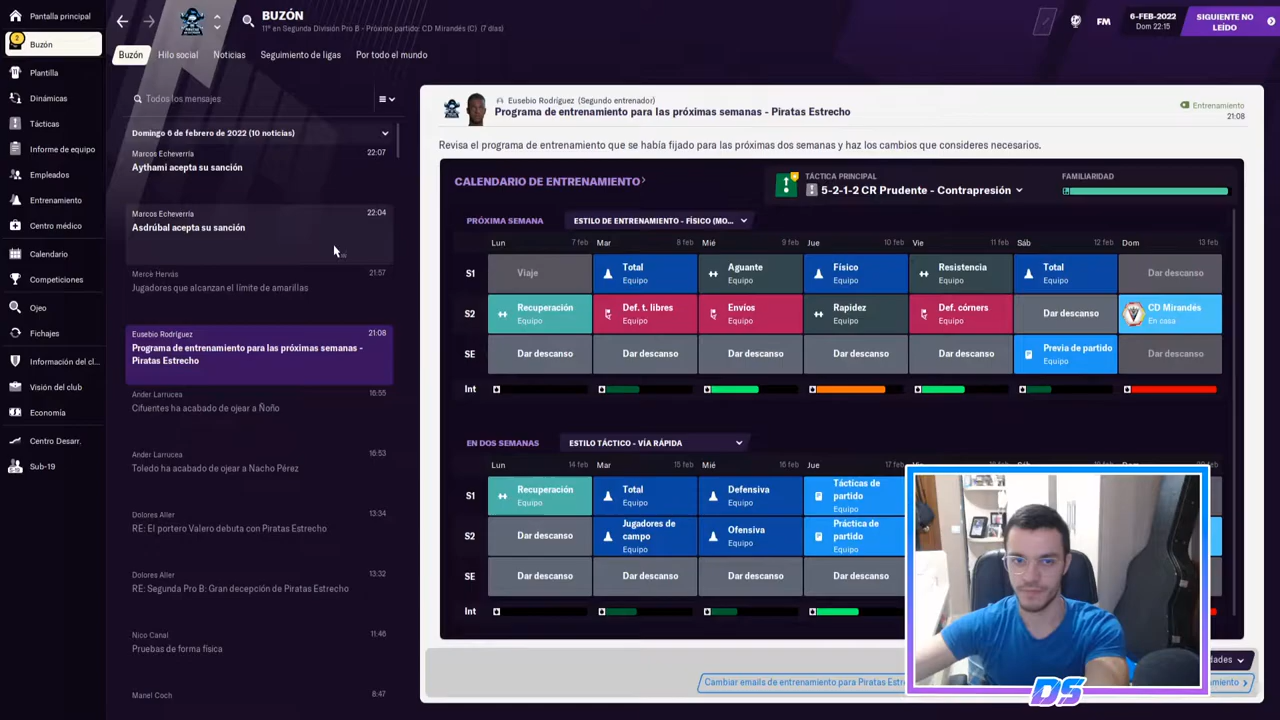 Pantalla principal
BUZÓN
11º en Segunda División Pro B - Próximo partido: CD Mirandés (C) (7 días)
FM
6-FEB-2022
Dom 22:15
SIGUIENTE NO LEÍDO
2
Buzón
Plantilla
Dinámicas
Tácticas
Informe de equipo
Empleados
Entrenamiento
Centro médico
Calendario
Competiciones
Ojeo
Fichajes
Información del cl...
Visión del club
Economía
Centro Desarr.
Sub-19
Buzón
Hilo social
Noticias
Seguimiento de ligas
Por todo el mundo
Todos los mensajes
Domingo 6 de febrero de 2022 (10 noticias)
Marcos Echeverría 22:07
Aythami acepta su sanción
Marcos Echeverría 22:04
Asdrúbal acepta su sanción
Mercè Hervás 21:57
Jugadores que alcanzan el límite de amarillas
Eusebio Rodríguez 21:08
Programa de entrenamiento para las próximas semanas -
Piratas Estrecho
Ander Larrucea 16:55
Cifuentes ha acabado de ojear a Ñoño
Ander Larrucea 16:53
Toledo ha acabado de ojear a Nacho Pérez
Dolores Aller 13:34
RE: El portero Valero debuta con Piratas Estrecho
Dolores Aller 13:32
RE: Segunda Pro B: Gran decepción de Piratas Estrecho
Nico Canal 11:46
Pruebas de forma física
Manel Coch 8:47
Eusebio Rodríguez (Segundo entrenador)
Programa de entrenamiento para las próximas semanas - Piratas Estrecho
Entrenamiento
21:08
Revisa el programa de entrenamiento que se había fijado para las próximas dos semanas y haz los cambios que consideres necesarios.
CALENDARIO DE ENTRENAMIENTO
TÁCTICA PRINCIPAL
5-2-1-2 CR Prudente - Contrapresión
FAMILIARIDAD
PRÓXIMA SEMANA
ESTILO DE ENTRENAMIENTO - FÍSICO (MO...
Lun 7 feb Mar 8 feb Mié 9 feb Jue 10 feb Vie 11 feb Sáb 12 feb Dom 13 feb
S1 Viaje Total Aguante Físico Resistencia Total Dar descanso
Equipo Equipo Equipo Equipo Equipo
S2 Recuperación Def. t. libres Envíos Rapidez Def. córners Dar descanso CD Mirandés
Equipo Equipo Equipo Equipo Equipo En casa
SE Dar descanso Dar descanso Dar descanso Dar descanso Dar descanso Previa de partido Dar descanso
Equipo
Int
EN DOS SEMANAS
ESTILO TÁCTICO - VÍA RÁPIDA
Lun 14 feb Mar 15 feb Mié 16 feb Jue 17 feb
S1 Recuperación Total Defensiva Tácticas de partido
Equipo Equipo Equipo Equipo
S2 Dar descanso Jugadores de campo Ofensiva Práctica de partido
Equipo Equipo Equipo
SE Dar descanso Dar descanso Dar descanso Dar descanso
Int
dades
Cambiar emails de entrenamiento para Piratas Estre
amiento
DS